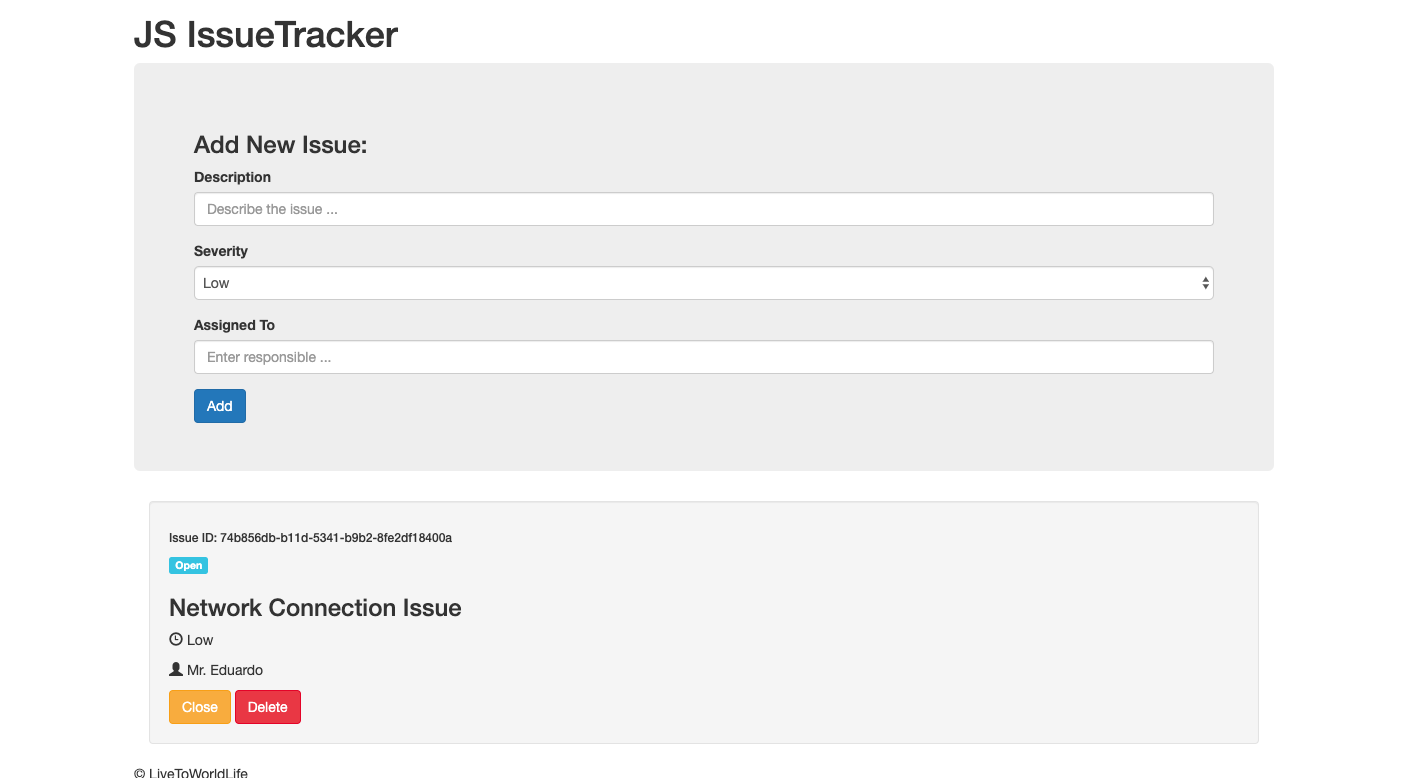 JS IssueTracker
Add New Issue:
Description
Describe the issue ...
Severity
Low
Assigned To
Enter responsible ...
Add
Issue ID: 74b856db-b11d-5341-b9b2-8fe2df18400a
Open
Network Connection Issue
Low
Mr. Eduardo
Close Delete
© LiveToWorldLife